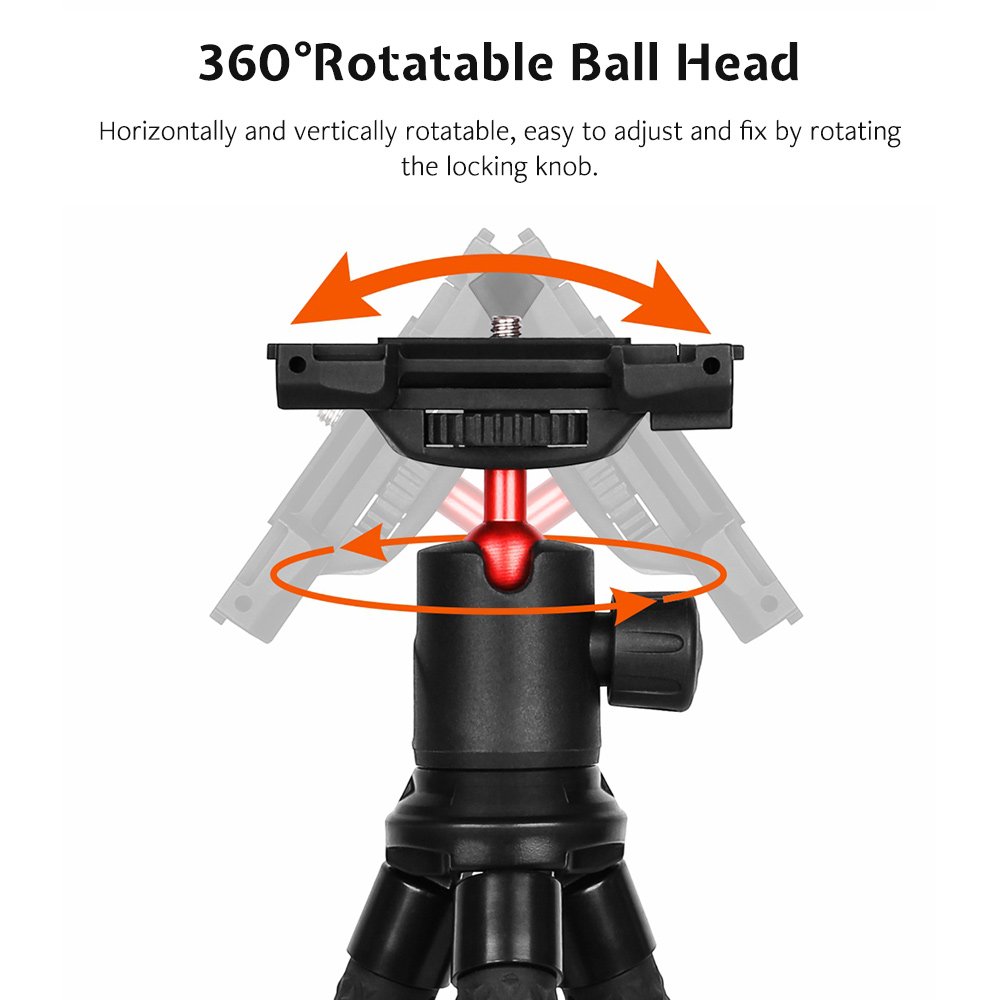 360°Rotatable Ball Head
Horizontally and vertically rotatable, easy to adjust and fix by rotating
the locking knob.